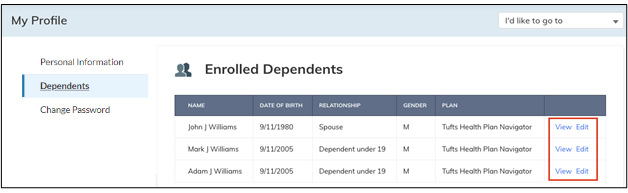 My Profile
I'd like to go to
Personal Information
Dependents
Change Password
Enrolled Dependents
NAME DATE OF BIRTH RELATIONSHIP GENDER PLAN
John J Williams 9/11/1980 Spouse M Tufts Health Plan Navigator View Edit
Mark J Williams 9/11/2005 Dependent under 19 M Tufts Health Plan Navigator View Edit
Adam J Williams 9/11/2005 Dependent under 19 M Tufts Health Plan Navigator View Edit